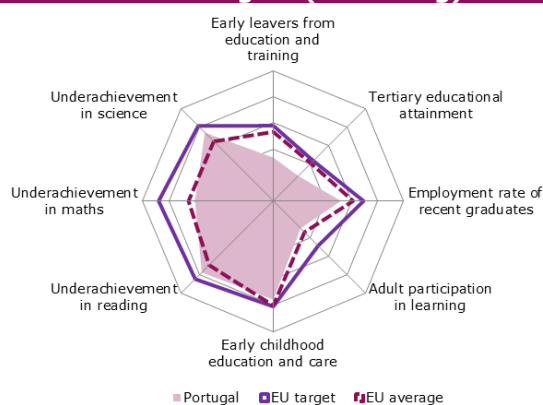 Early leavers from
education and
training
Tertiary educational
attainment
Employment rate of
recent graduates
Adult participation
in learning
Early childhood
education and care
Underachievement
in reading
Underachievement
in maths
Underachievement
in science
Portugal
EU target
EU average